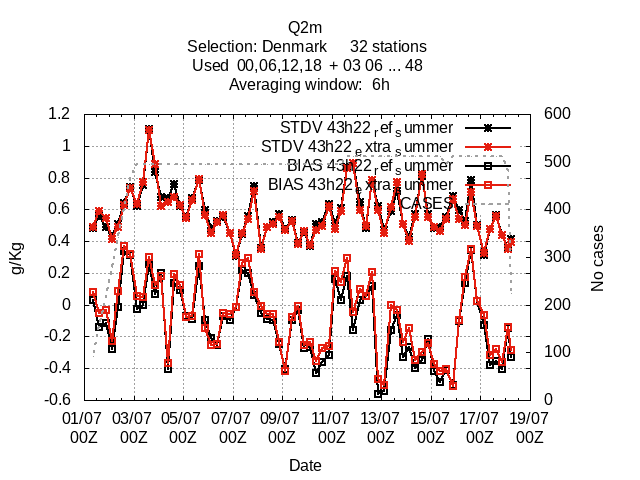 Q2m
Selection: Denmark 32 stations
Used 00,06,12,18 + 03 06 ... 48
Averaging window: 6h
1.2
1
0.8
0.6
0.4
0.2
0
-0.2
-0.4
-0.6
g/Kg
STDV 43h22_ref_summer
STDV 43h22_extra_summer
BIAS 43h22_ref_summer
BIAS 43h22_extra_summer
CASES
600
500
400
300
200
100
0
No cases
01/07 03/07 05/07 07/07 09/07 11/07 13/07 15/07 17/07 19/07
00Z 00Z 00Z 00Z 00Z 00Z 00Z 00Z 00Z 00Z
Date